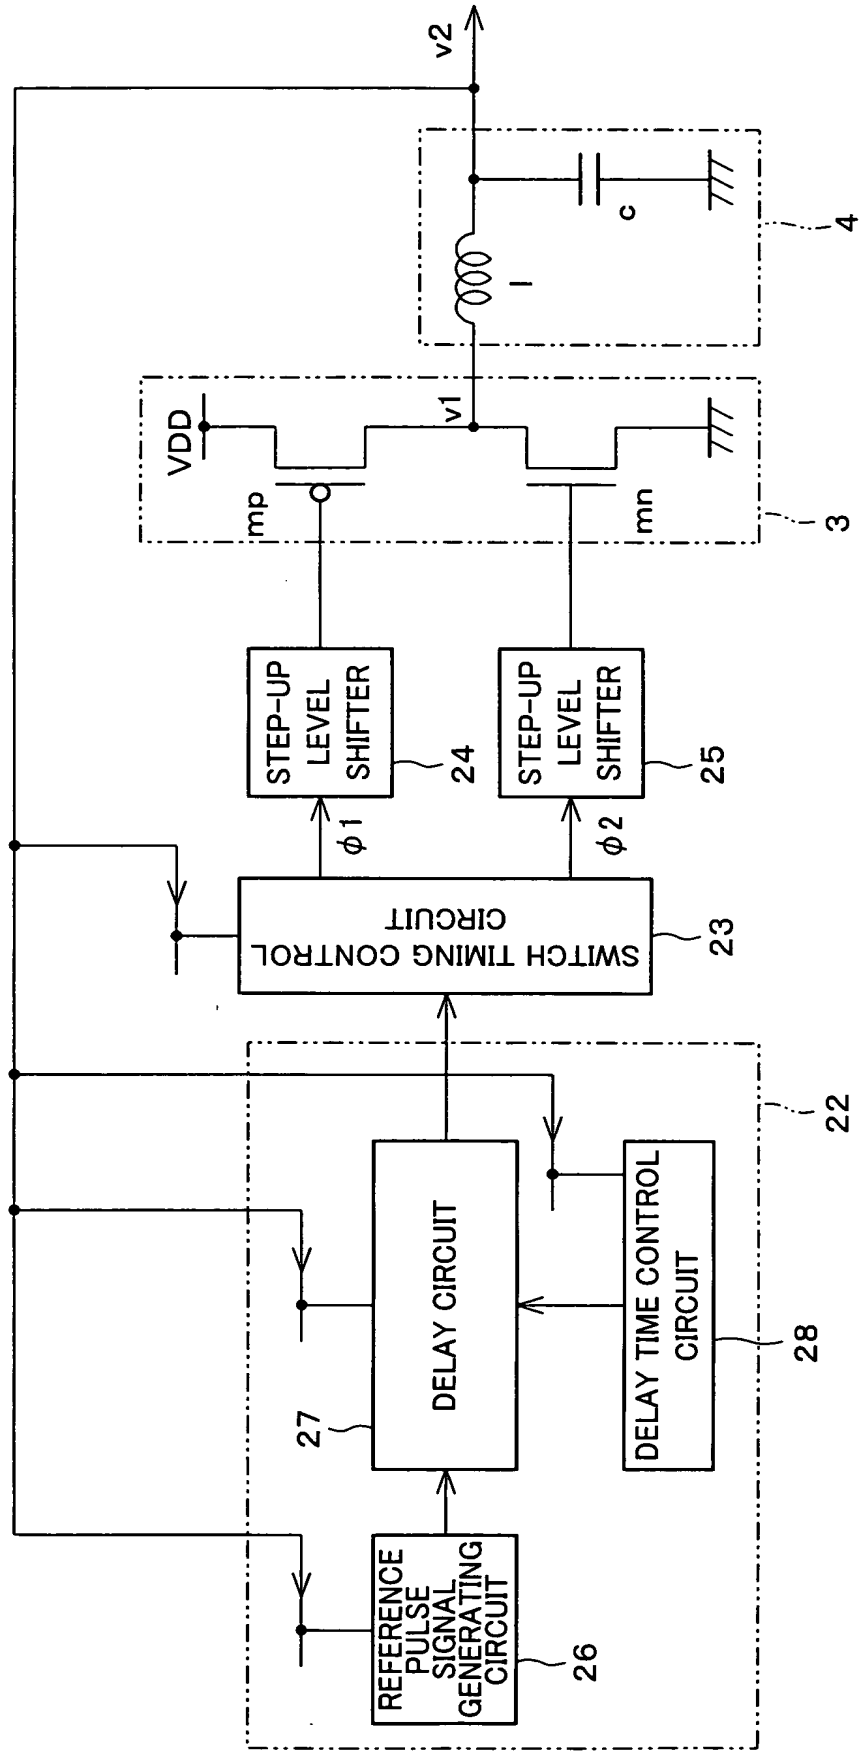 REFERENCE
PULSE
SIGNAL
GENERATING
CIRCUIT
26
27
DELAY CIRCUIT
DELAY TIME CONTROL
CIRCUIT
28
22
SWITCH TIMING CONTROL
CIRCUIT
23
φ1
φ2
STEP-UP
LEVEL
SHIFTER
24
STEP-UP
LEVEL
SHIFTER
25
VDD
mp
v1
mn
3
l
c
4
v2